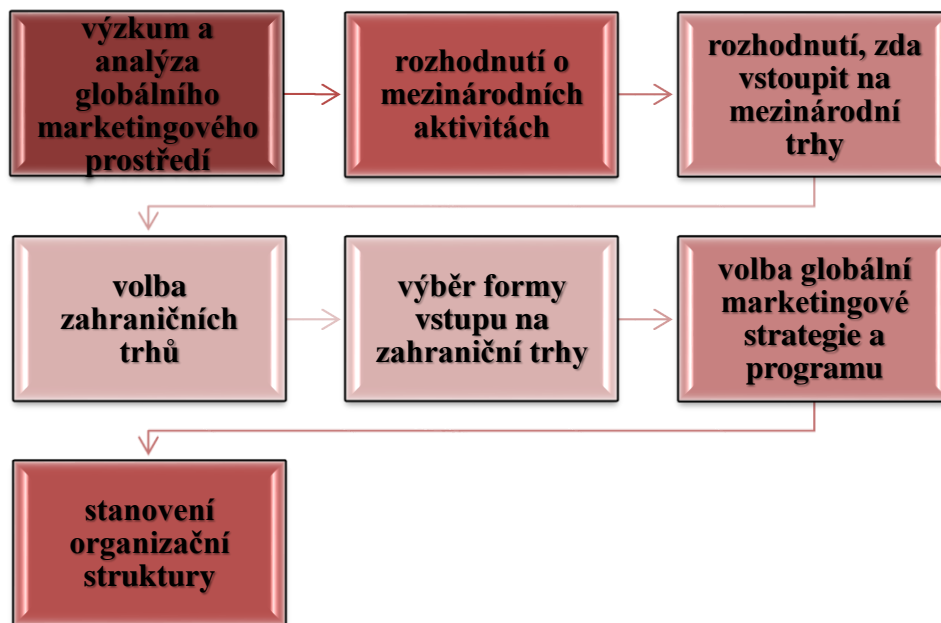 výzkum a
analýza
globálního
marketingového
prostředí
rozhodnutí o
mezinárodních
aktivitách
rozhodnutí, zda
vstoupit na
mezinárodní
trhy
volba
zahraničních
trhů
výběr formy
vstupu na
zahraniční trhy
volba globální
marketingové
strategie a
programu
stanovení
organizační
struktury